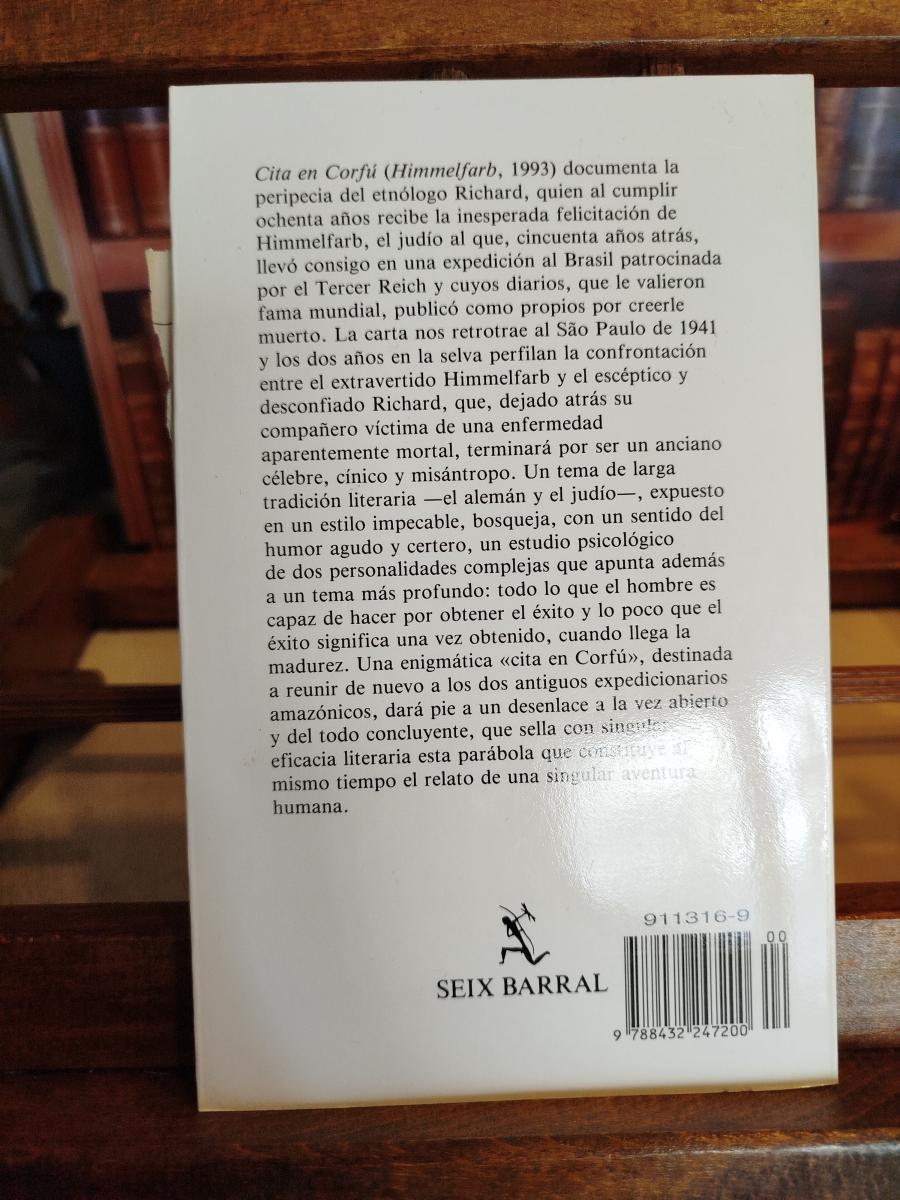 Cita en Corfú (Himmelfarb, 1993) documenta la
peripecia del etnólogo Richard, quien al cumplir
ochenta años recibe la inesperada felicitación de
Himmelfarb, el judío al que, cincuenta años atrás,
llevó consigo en una expedición al Brasil patrocinada
por el Tercer Reich y cuyos diarios, que le valieron
fama mundial, publicó como propios por creerle
muerto. La carta nos retrotrae al São Paulo de 1941
y los dos años en la selva perfilan la confrontación
entre el extravertido Himmelfarb y el escéptico y
desconfiado Richard, que, dejado atrás su
compañero víctima de una enfermedad
aparentemente mortal, terminará por ser un anciano
célebre, cínico y misántropo. Un tema de larga
tradición literaria —el alemán y el judío—, expuesto
en un estilo impecable, bosqueja, con un sentido del
humor agudo y certero, un estudio psicológico
de dos personalidades complejas que apunta además
a un tema más profundo: todo lo que el hombre es
capaz de hacer por obtener el éxito y lo poco que el
éxito significa una vez obtenido, cuando llega la
madurez. Una enigmática «cita en Corfú», destinada
a reunir de nuevo a los dos antiguos expedicionarios
amazónicos, dará pie a un desenlace a la vez abierto
y del todo concluyente, que sella con singular
eficacia literaria esta parábola que constituye al
mismo tiempo el relato de una singular aventura
humana.
911316-9
00
SEIX BARRAL
9 788432 247200